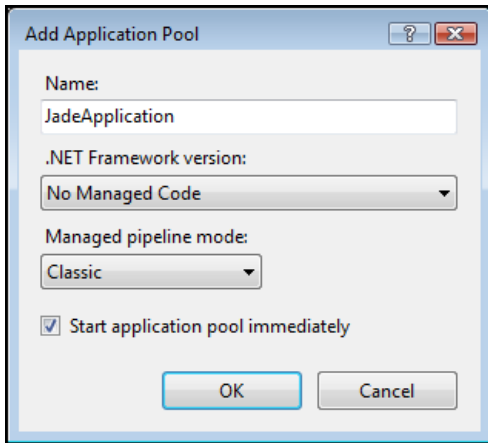 Add Application Pool
Name:
JadeApplication
.NET Framework version:
No Managed Code
Managed pipeline mode:
Classic
Start application pool immediately
OK Cancel